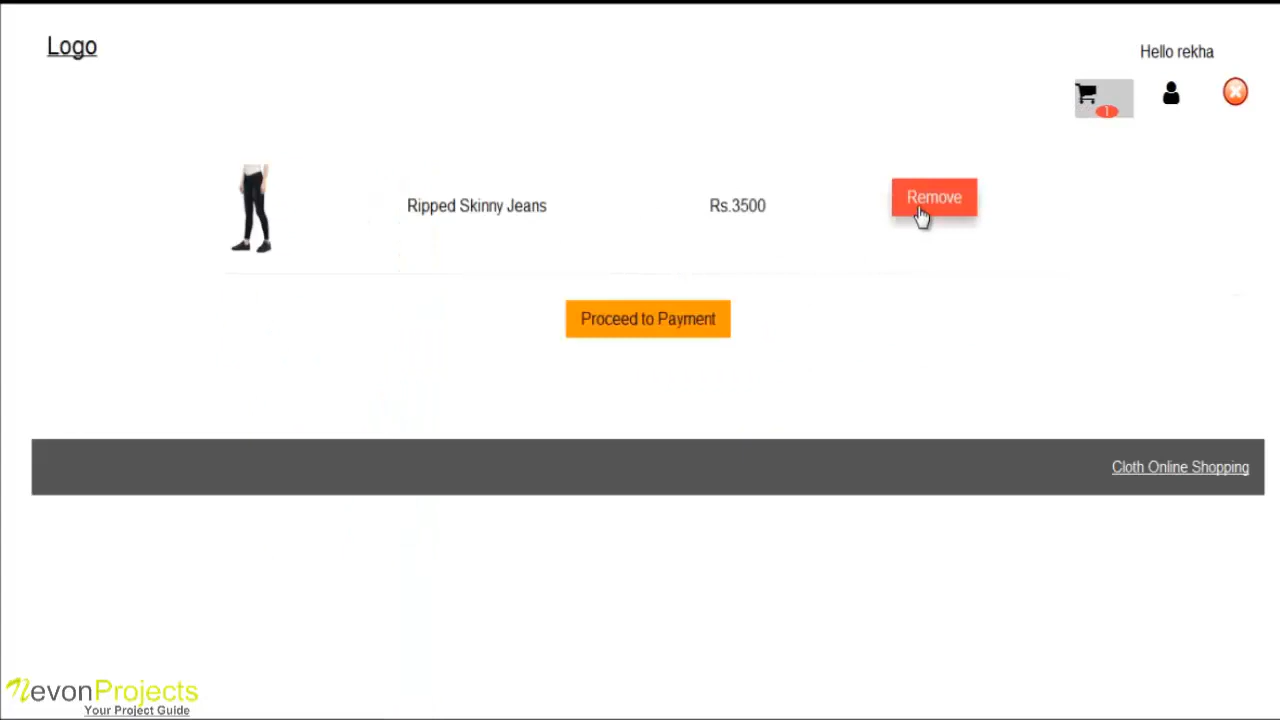 Logo
Hello rekha
1
Ripped Skinny Jeans
Rs.3500
Remove
Proceed to Payment
Cloth Online Shopping
NevonProjects
Your Project Guide